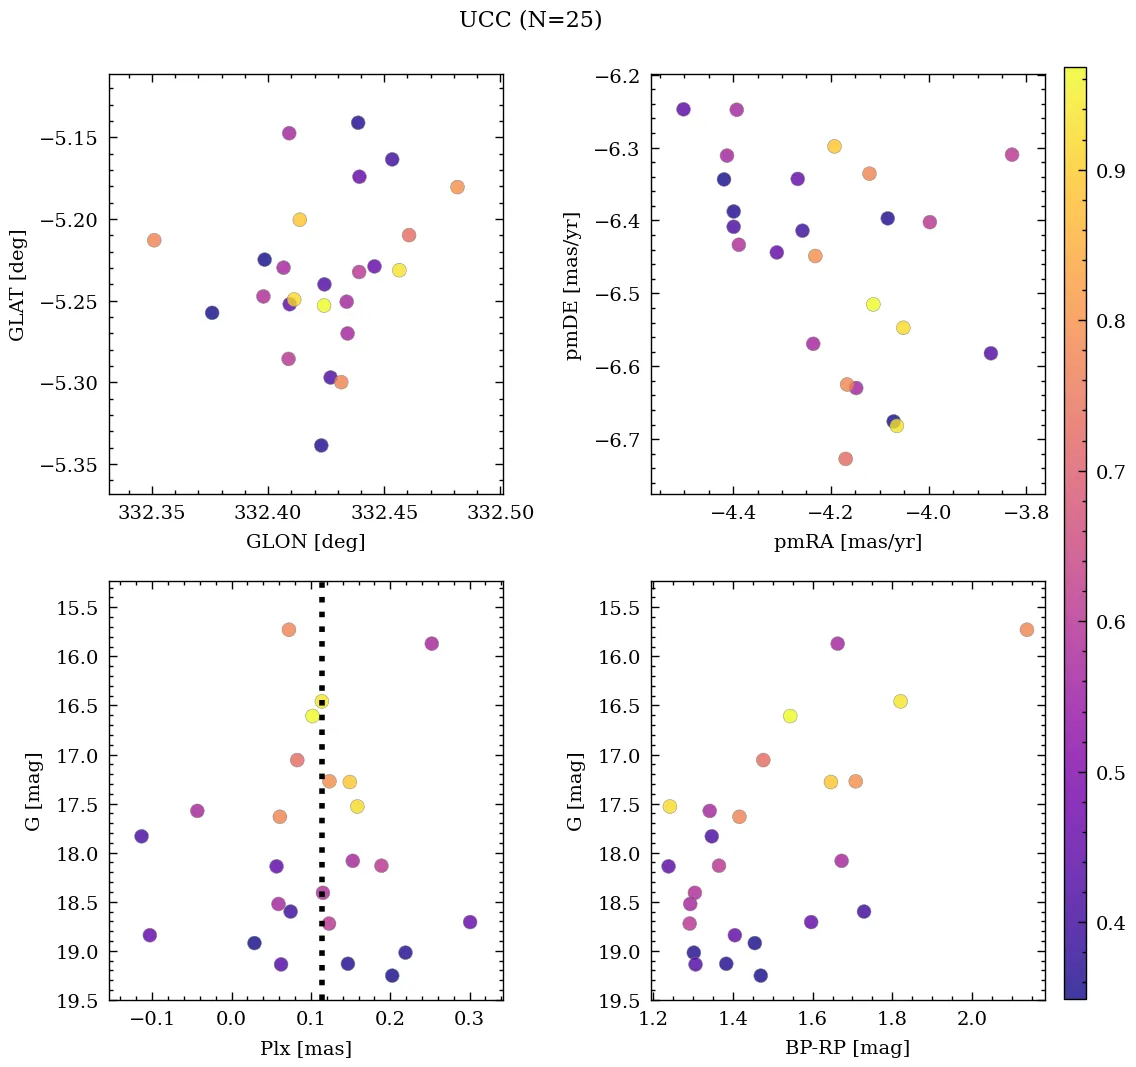 UCC (N=25)
−5.15
−5.20
−5.25
−5.30
−5.35
GLAT [deg]
332.35 332.40 332.45 332.50
GLON [deg]
−6.2
−6.3
−6.4
−6.5
−6.6
−6.7
pmDE [mas/yr]
−4.4 −4.2 −4.0 −3.8
pmRA [mas/yr]
15.5
16.0
16.5
17.0
17.5
18.0
18.5
19.0
19.5
G [mag]
−0.1 0.0 0.1 0.2 0.3
Plx [mas]
15.5
16.0
16.5
17.0
17.5
18.0
18.5
19.0
19.5
G [mag]
1.2 1.4 1.6 1.8 2.0
BP-RP [mag]
0.9
0.8
0.7
0.6
0.5
0.4